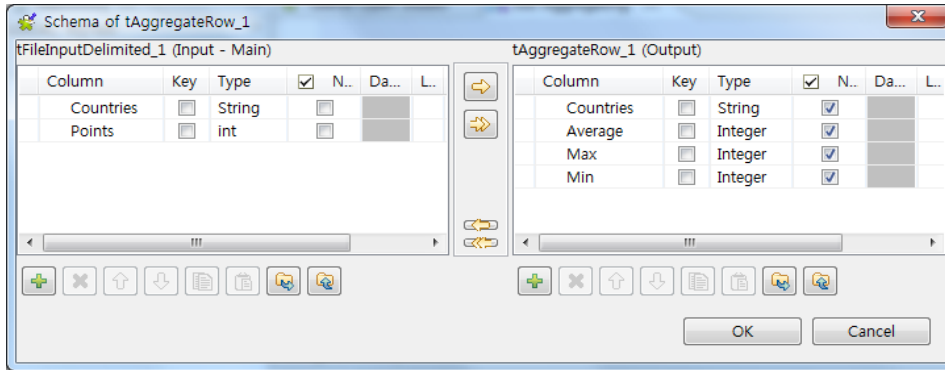 Schema of tAggregateRow_1
tFileInputDelimited_1 (Input - Main)
Column Key Type N.. Da... L..
Countries String
Points int
tAggregateRow_1 (Output)
Column Key Type N.. Da... L..
Countries String
Average Integer
Max Integer
Min Integer
OK Cancel